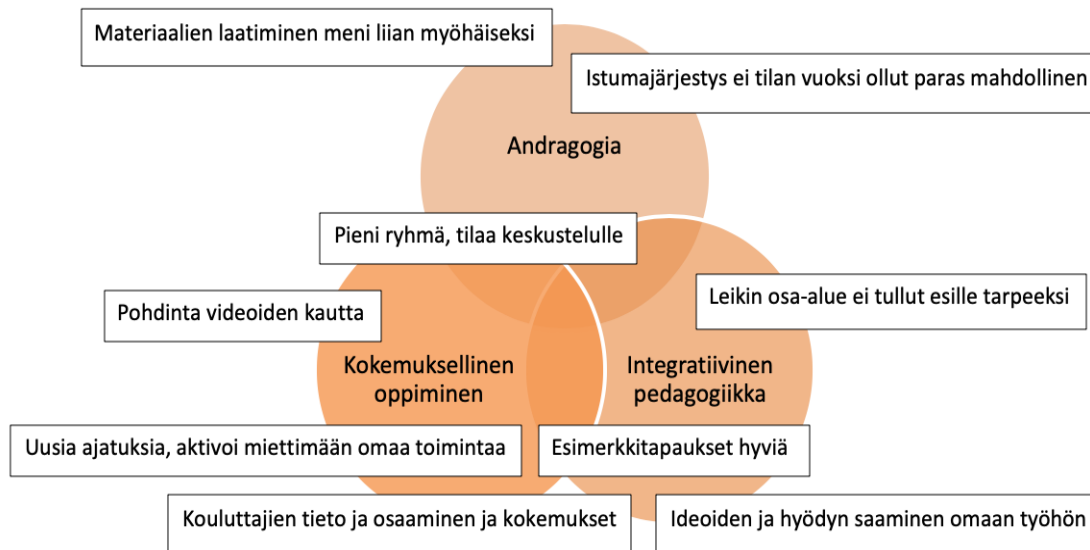 Materiaalien laatiminen meni liian myöhäiseksi
Istumajärjestys ei tilan vuoksi ollut paras mahdollinen
Andragogia
Pieni ryhmä, tilaa keskustelulle
Leikin osa-alue ei tullut esille tarpeeksi
Pohdinta videoiden kautta
Kokemuksellinen
oppiminen
Integratiivinen
pedagogiikka
Uusia ajatuksia, aktivoi miettimään omaa toimintaa
Esimerkkitapaukset hyviä
Kouluttajien tieto ja osaaminen ja kokemukset
Ideoiden ja hyödyn saaminen omaan työhön